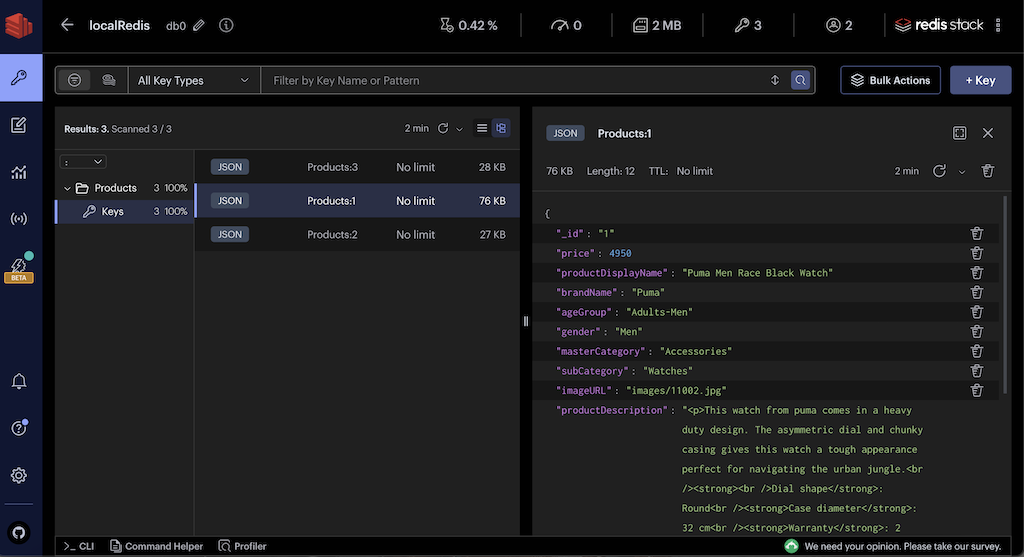 localRedis db0 0.42 % 0 2 MB 3 2 redis stack
All Key Types Filter by Key Name or Pattern Bulk Actions + Key
Results: 3. Scanned 3 / 3 2 min
:
Products 3 100%
Keys 3 100%
JSON Products:3 No limit 28 KB
JSON Products:1 No limit 76 KB
JSON Products:2 No limit 27 KB
BETA
JSON Products:1
76 KB Length: 12 TTL: No limit 2 min
{
"_id" : "1"
"price" : 4950
"productDisplayName" : "Puma Men Race Black Watch"
"brandName" : "Puma"
"ageGroup" : "Adults-Men"
"gender" : "Men"
"masterCategory" : "Accessories"
"subCategory" : "Watches"
"imageURL" : "images/11002.jpg"
"productDescription" : "<p>This watch from puma comes in a heavy
duty design. The asymmetric dial and chunky
casing gives this watch a tough appearance
perfect for navigating the urban jungle.<br
/><strong><br />Dial shape</strong>:
Round<br /><strong>Case diameter</strong>:
32 cm<br /><strong>Warranty</strong>: 2
>_ CLI Command Helper Profiler We need your opinion. Please take our survey.